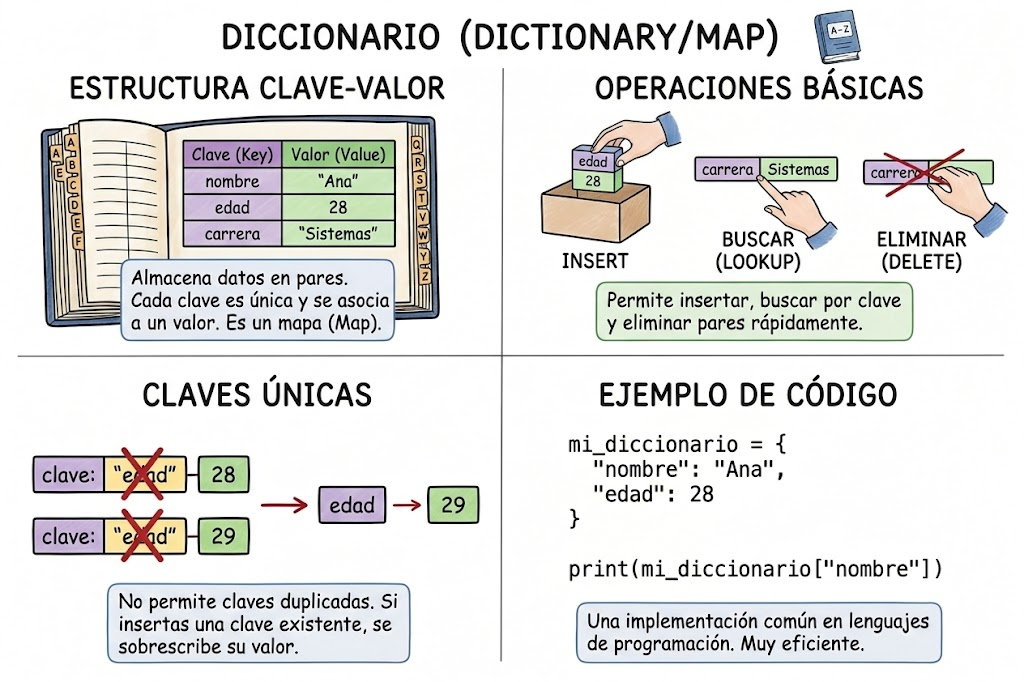 DICCIONARIO (DICTIONARY/MAP)
A-Z
ESTRUCTURA CLAVE-VALOR
A
E
A
B
C
D
E
F
Clave (Key) Valor (Value)
nombre "Ana"
edad 28
carrera "Sistemas"
Q
R
S
T
V
W
Y
Z
Almacena datos en pares.
Cada clave es única y se asocia
a un valor. Es un mapa (Map).
OPERACIONES BÁSICAS
edad
28
INSERT
carrera Sistemas
BUSCAR
(LOOKUP)
carrera
ELIMINAR
(DELETE)
Permite insertar, buscar por clave
y eliminar pares rápidamente.
CLAVES ÚNICAS
clave: "edad" 28
clave: "edad" 29
edad 29
No permite claves duplicadas. Si
insertas una clave existente, se
sobrescribe su valor.
EJEMPLO DE CÓDIGO
mi_diccionario = {
"nombre": "Ana",
"edad": 28
}
print(mi_diccionario["nombre"])
Una implementación común en lenguajes
de programación. Muy eficiente.